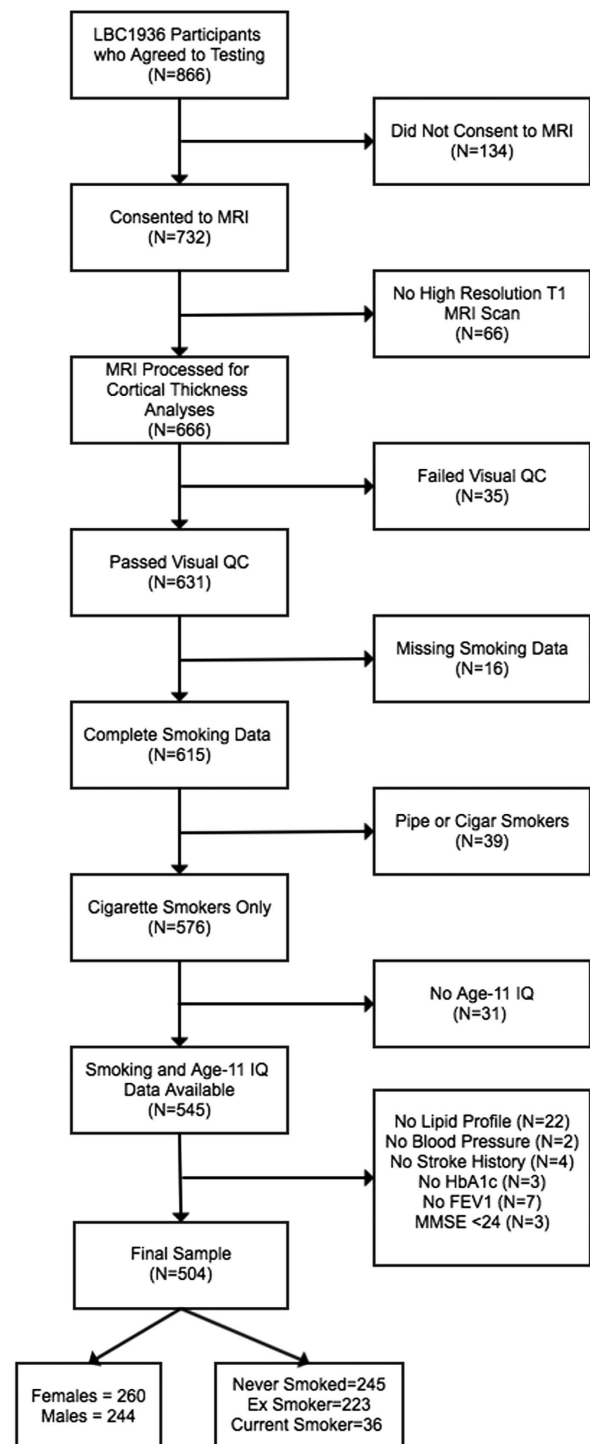 LBC1936 Participants
who Agreed to Testing
(N=866)
Did Not Consent to MRI
(N=134)
Consented to MRI
(N=732)
No High Resolution T1
MRI Scan
(N=66)
MRI Processed for
Cortical Thickness
Analyses
(N=666)
Failed Visual QC
(N=35)
Passed Visual QC
(N=631)
Missing Smoking Data
(N=16)
Complete Smoking Data
(N=615)
Pipe or Cigar Smokers
(N=39)
Cigarette Smokers Only
(N=576)
No Age-11 IQ
(N=31)
Smoking and Age-11 IQ
Data Available
(N=545)
No Lipid Profile (N=22)
No Blood Pressure (N=2)
No Stroke History (N=4)
No HbA1c (N=3)
No FEV1 (N=7)
MMSE <24 (N=3)
Final Sample
(N=504)
Females = 260
Males = 244
Never Smoked=245
Ex Smoker=223
Current Smoker=36